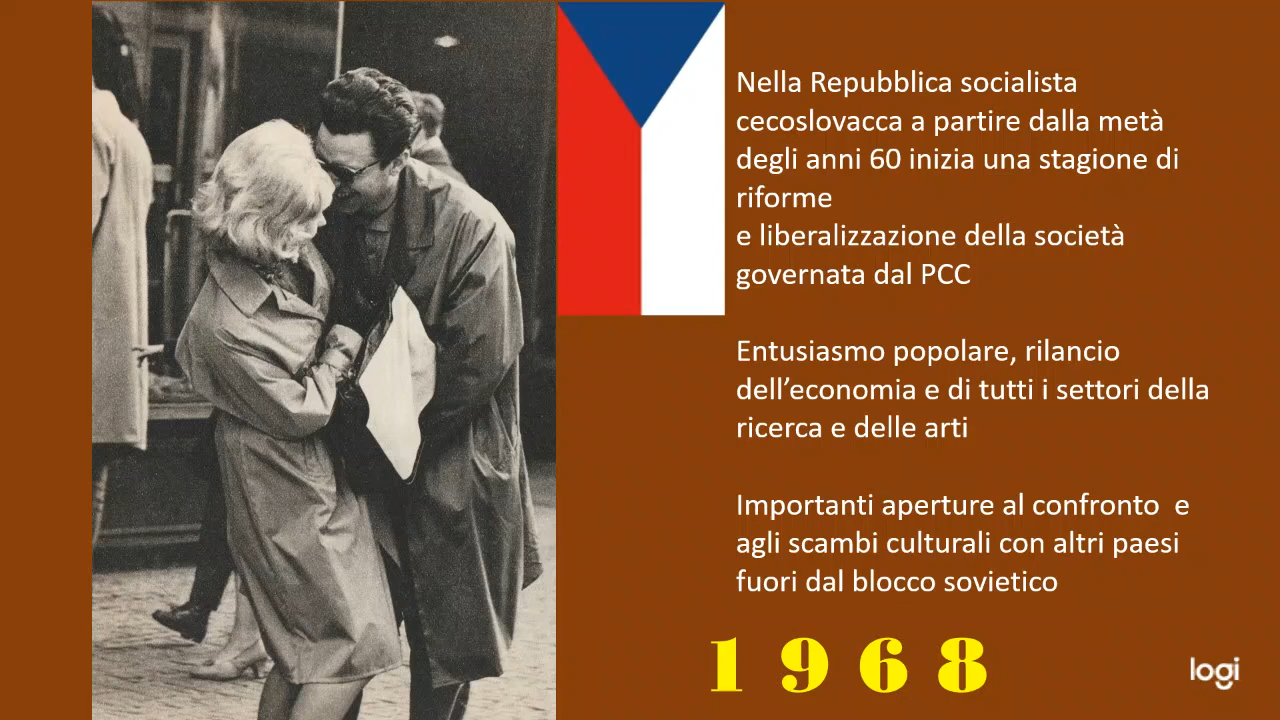 Nella Repubblica socialista
cecoslovacca a partire dalla metà
degli anni 60 inizia una stagione di
riforme
e liberalizzazione della società
governata dal PCC
Entusiasmo popolare, rilancio
dell’economia e di tutti i settori della
ricerca e delle arti
Importanti aperture al confronto  e
agli scambi culturali con altri paesi
fuori dal blocco sovietico
1 9 6 8
logi